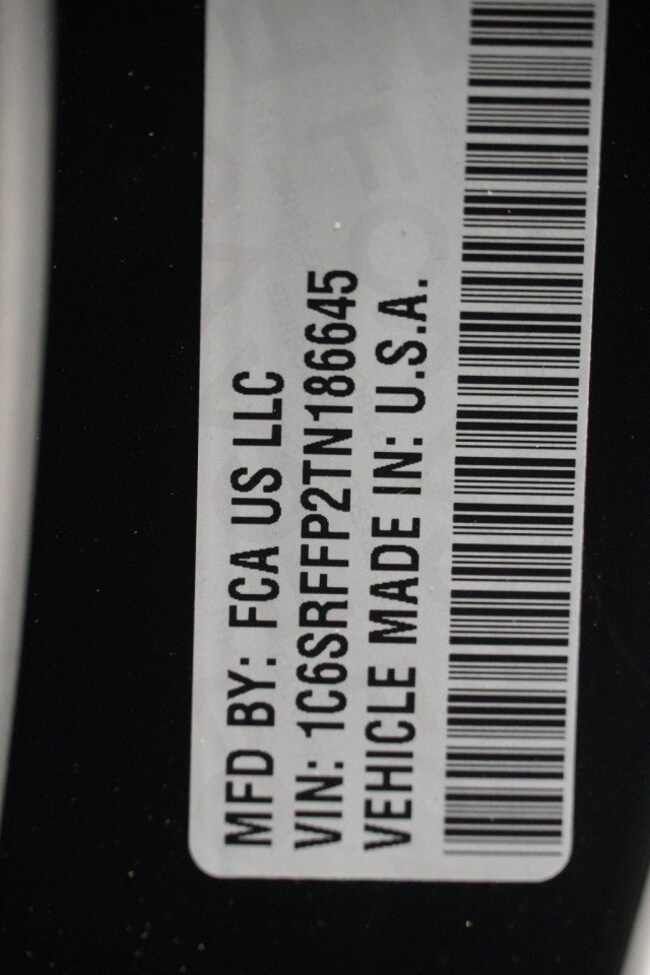 MFD BY: FCA US LLC
VIN: 1C6SRFFP2TN186645
VEHICLE MADE IN: U.S.A.